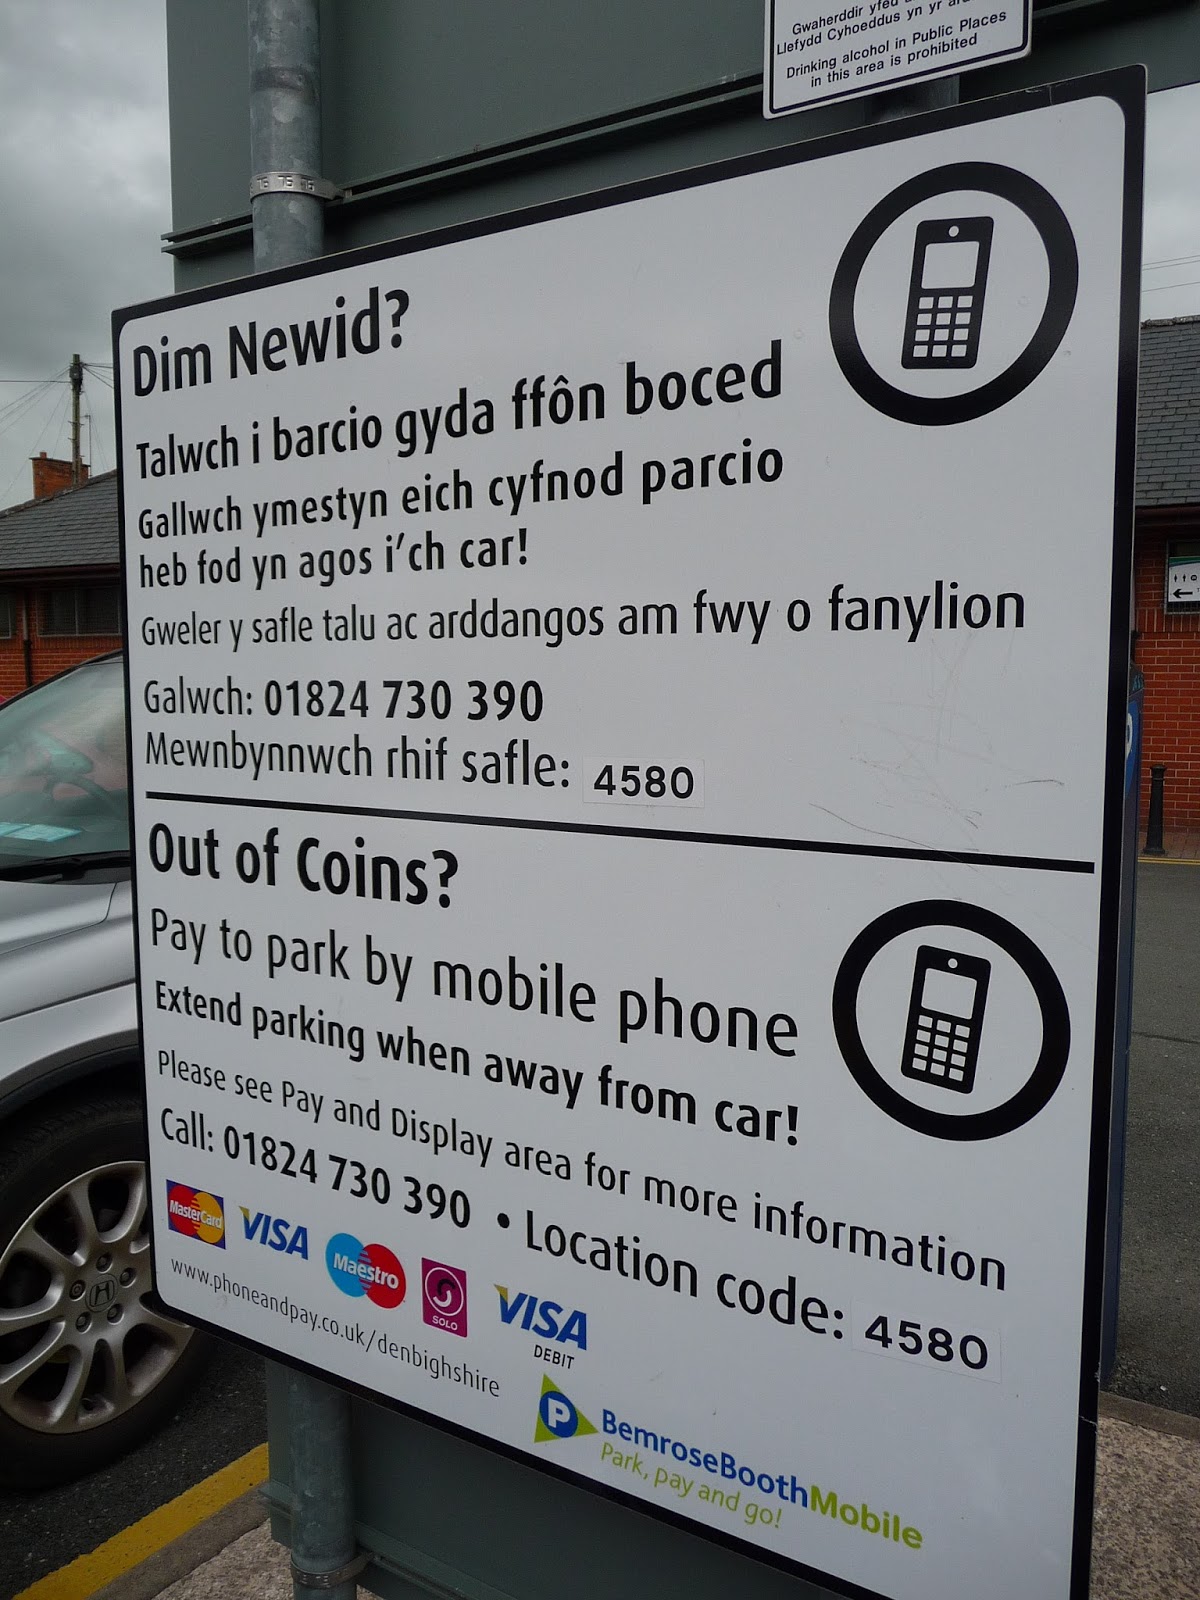 Gwaherddir yfed
Llefydd Cyhoeddus yn yr
Drinking alcohol in Public Places
in this area is prohibited
76 75 76
Dim Newid?
Talwch i barcio gyda ffôn boced
Gallwch ymestyn eich cyfnod parcio
heb fod yn agos i'ch car!
Gweler y safle talu ac arddangos am fwy o fanylion
Galwch: 01824 730 390
Mewnbynnwch rhif safle: 4580
Out of Coins?
Pay to park by mobile phone
Extend parking when away from car!
Please see Pay and Display area for more information
Call: 01824 730 390 • Location code: 4580
MasterCard VISA Maestro SOLO VISA DEBIT
www.phoneandpay.co.uk/denbighshire
P BemroseBoothMobile
Park, pay and go!